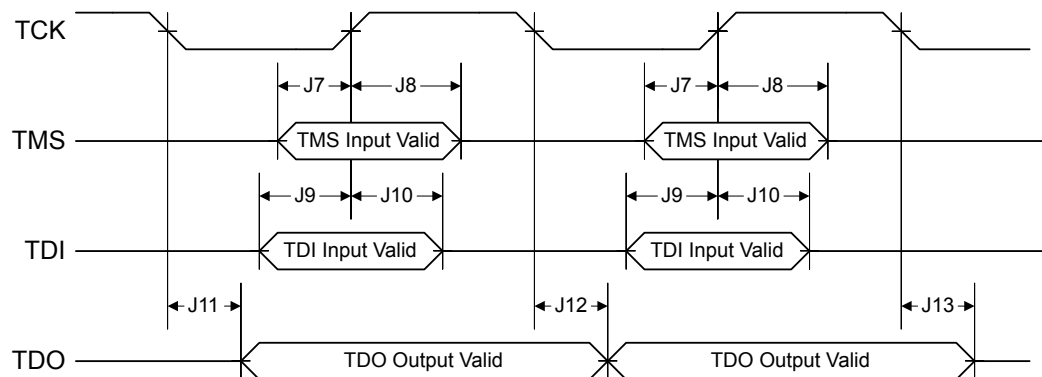 TCK
J7 J8 J7 J8
TMS TMS Input Valid TMS Input Valid
J9 J10 J9 J10
TDI TDI Input Valid TDI Input Valid
J11 J12 J13
TDO TDO Output Valid TDO Output Valid